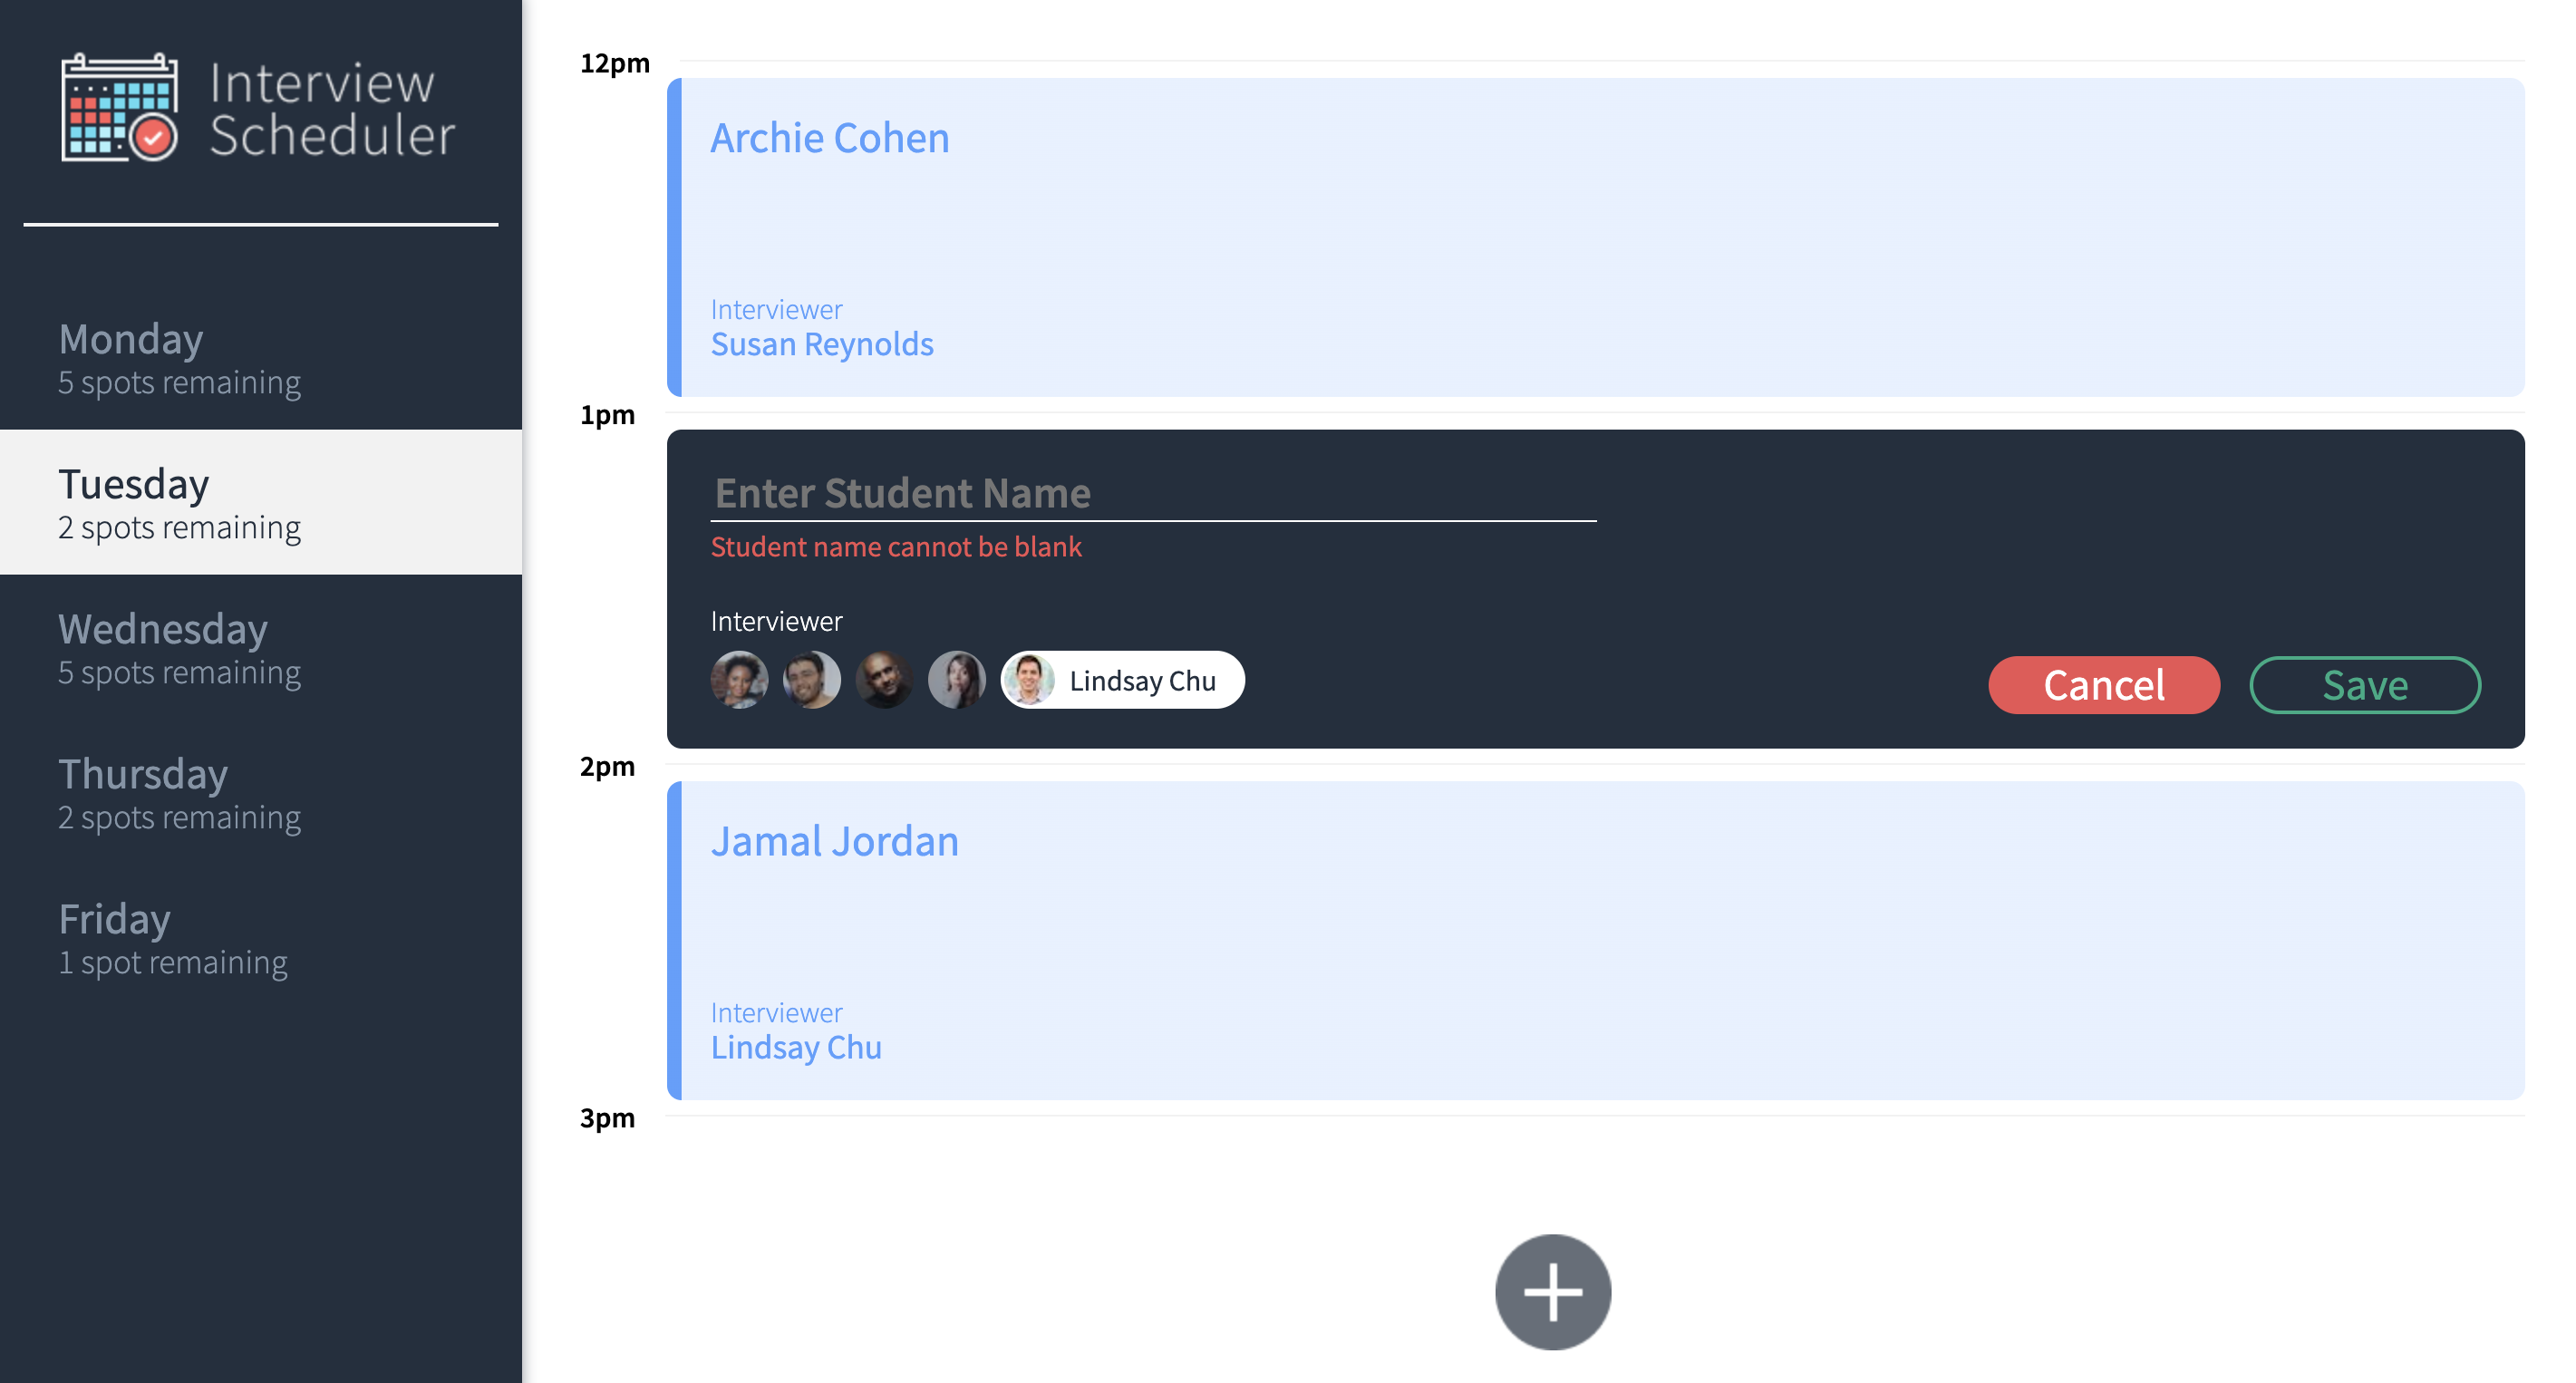 Interview
Scheduler
Monday
5 spots remaining
Tuesday
2 spots remaining
Wednesday
5 spots remaining
Thursday
2 spots remaining
Friday
1 spot remaining
12pm
Archie Cohen
Interviewer
Susan Reynolds
1pm
Enter Student Name
Student name cannot be blank
Interviewer
Lindsay Chu
Cancel
Save
2pm
Jamal Jordan
Interviewer
Lindsay Chu
3pm